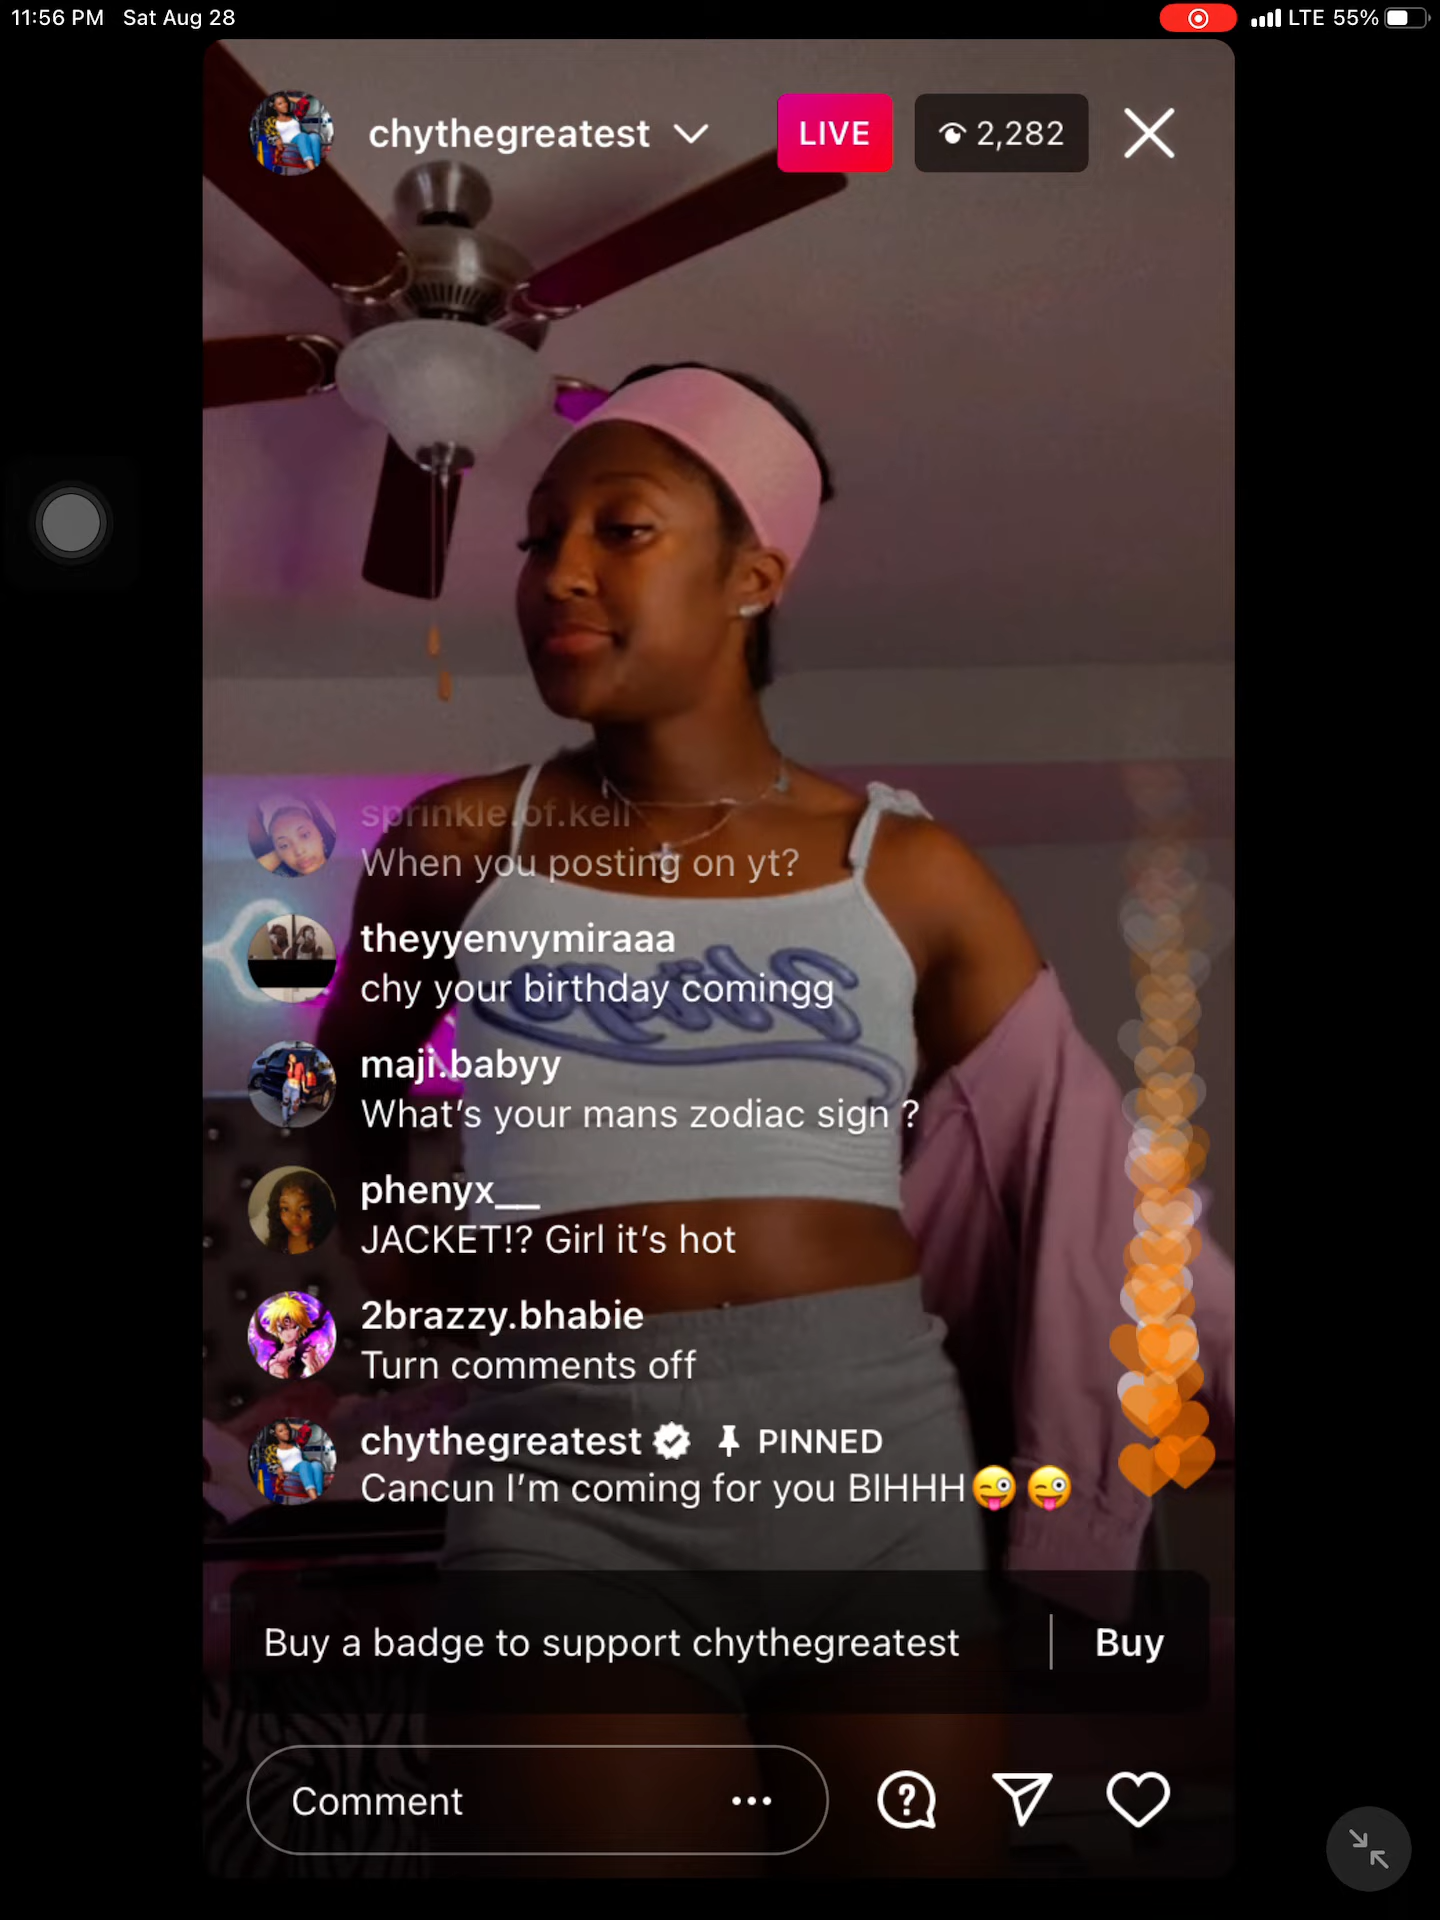 11:56 PM Sat Aug 28
LTE 55%
chythegreatest
LIVE
2,282
sprinkle.of.kell
When you posting on yt?
theyyenvymiraaa
chy your birthday comingg
maji.babyy
What's your mans zodiac sign ?
phenyx__
JACKET!? Girl it's hot
2brazzy.bhabie
Turn comments off
chythegreatest PINNED
Cancun I'm coming for you BIHHH😜😜
Buy a badge to support chythegreatest | Buy
Comment